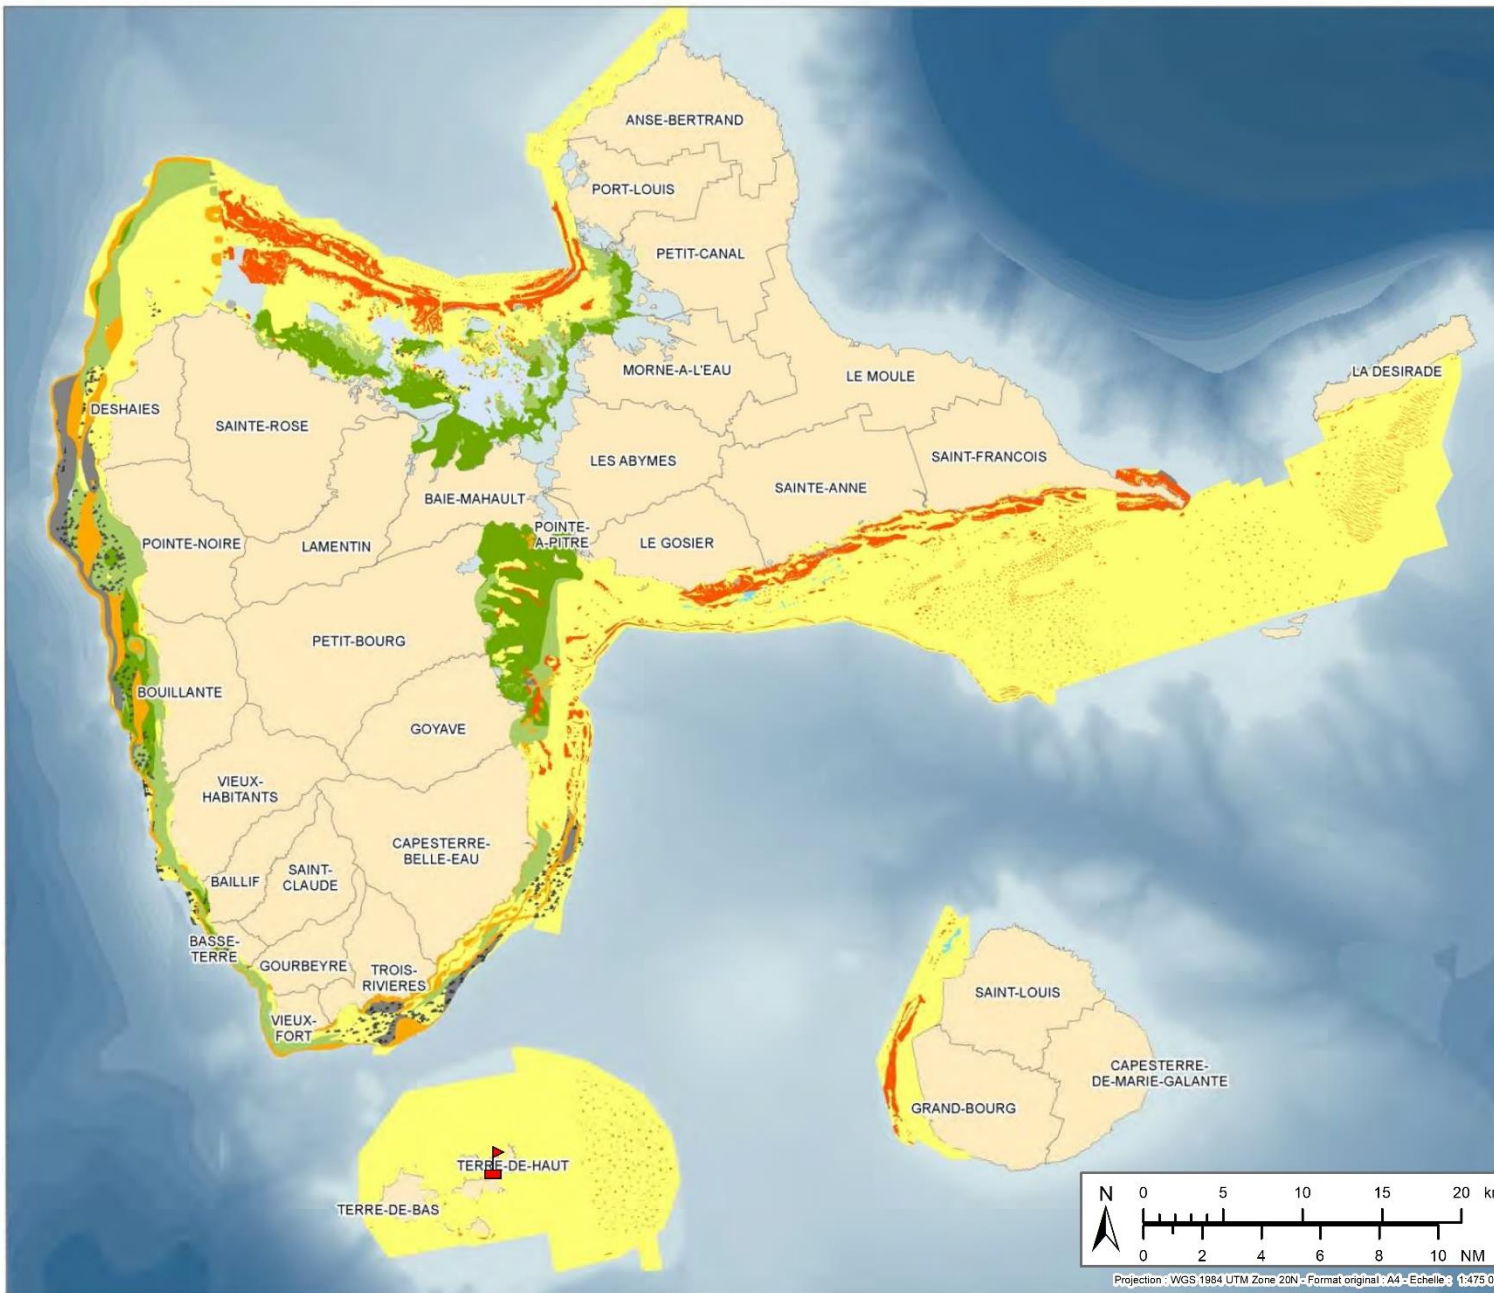 ANSE-BERTRAND
PORT-LOUIS
PETIT-CANAL
MORNE-A-L'EAU
LE MOULE
LA DESIRADE
DESHAIES
SAINTE-ROSE
LES ABYMES
SAINT-FRANCOIS
SAINTE-ANNE
BAIE-MAHAULT
POINTE-
A-PITRE
POINTE-NOIRE
LAMENTIN
LE GOSIER
PETIT-BOURG
BOUILLANTE
GOYAVE
VIEUX-
HABITANTS
CAPESTERRE-
BELLE-EAU
SAINT-
CLAUDE
BAILLIF
BASSE-
TERRE
GOURBEYRE
TROIS-
RIVIERES
VIEUX-
FORT
SAINT-LOUIS
CAPESTERRE-
DE-MARIE-GALANTE
GRAND-BOURG
TERRE-DE-HAUT
TERRE-DE-BAS
N 0 5 10 15 20 k
0 2 4 6 8 10 NM
Projection : WGS 1984 UTM Zone 20N - Format original : A4 - Echelle : 1:475 0